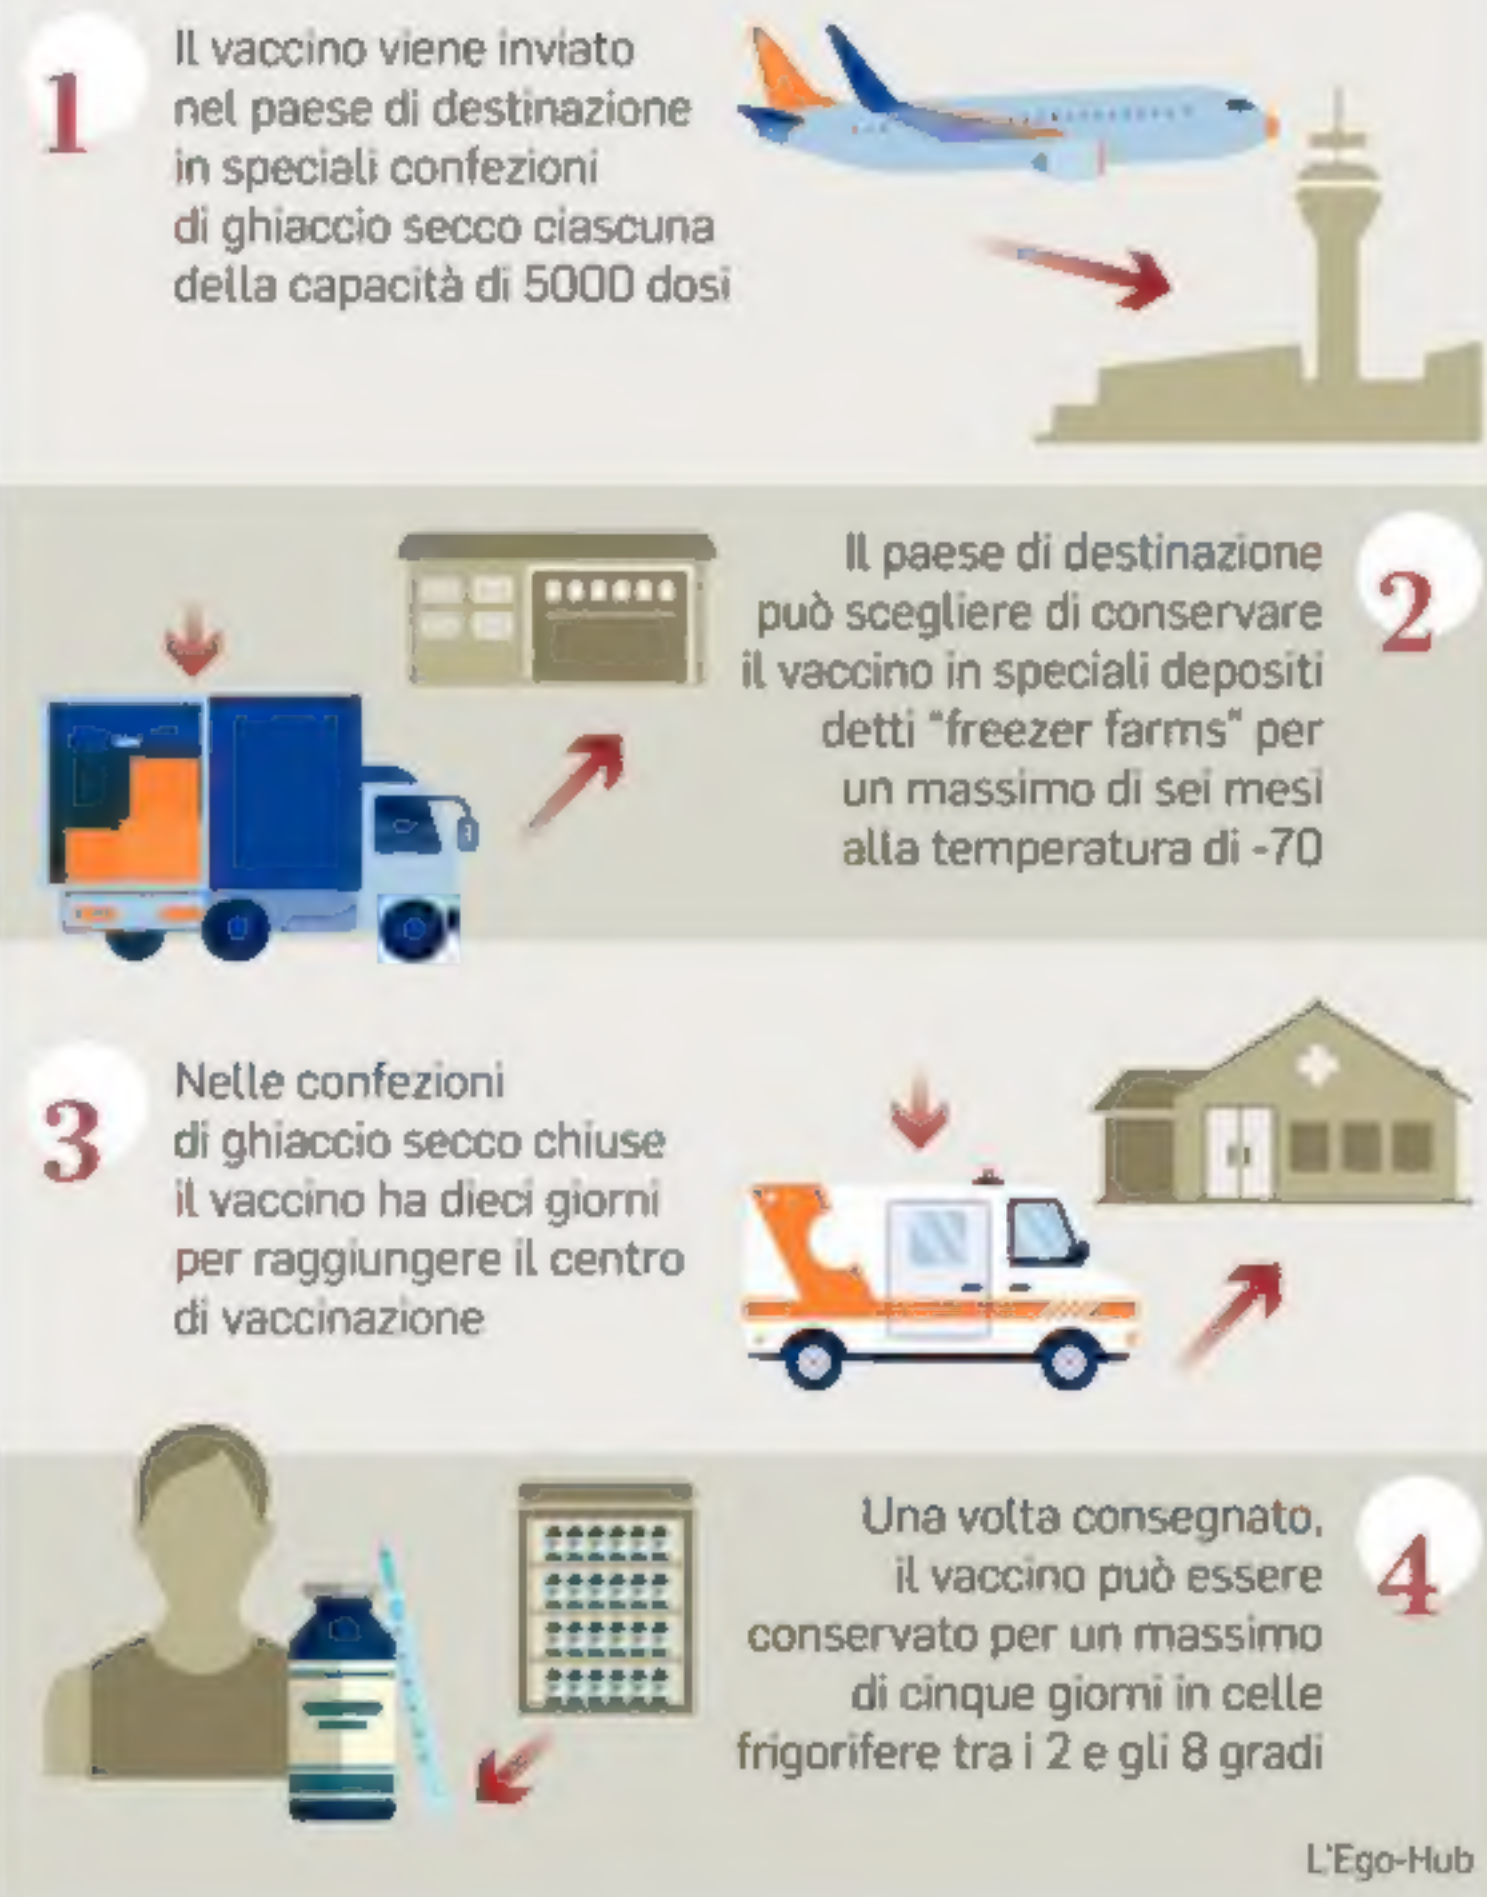 1
Il vaccino viene inviato
nel paese di destinazione
in speciali confezioni
di ghiaccio secco ciascuna
della capacità di 5000 dosi
2
Il paese di destinazione
può scegliere di conservare
il vaccino in speciali depositi
detti "freezer farms" per
un massimo di sei mesi
alla temperatura di -70
3
Nelle confezioni
di ghiaccio secco chiuse
il vaccino ha dieci giorni
per raggiungere il centro
di vaccinazione
4
Una volta consegnato,
il vaccino può essere
conservato per un massimo
di cinque giorni in celle
frigorifere tra i 2 e gli 8 gradi
L'Ego-Hub